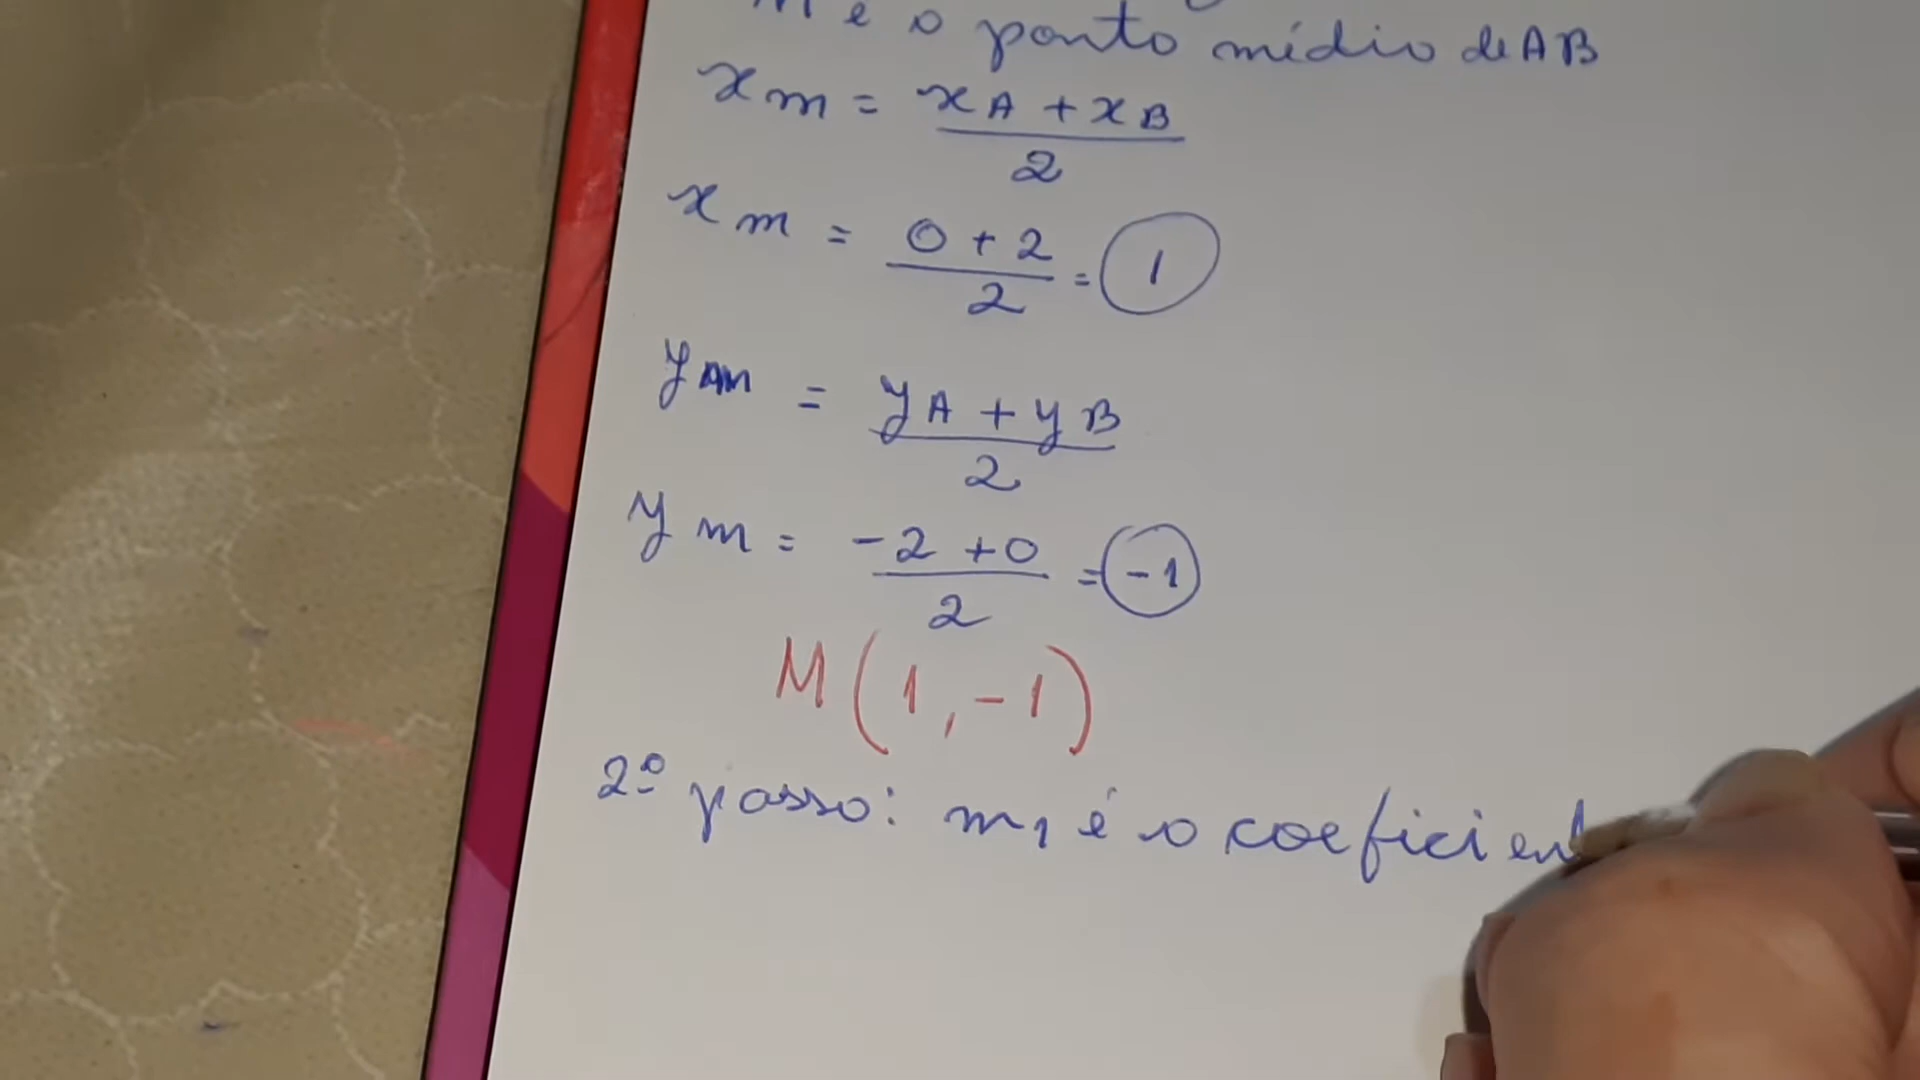 M é o ponto médio de AB
xm = xA + xB
2
xm = 0 + 2 = 1
2
ym = yA + yB
2
ym = -2 + 0 = -1
2
M (1, -1)
2º passo: m1 é o coeficient